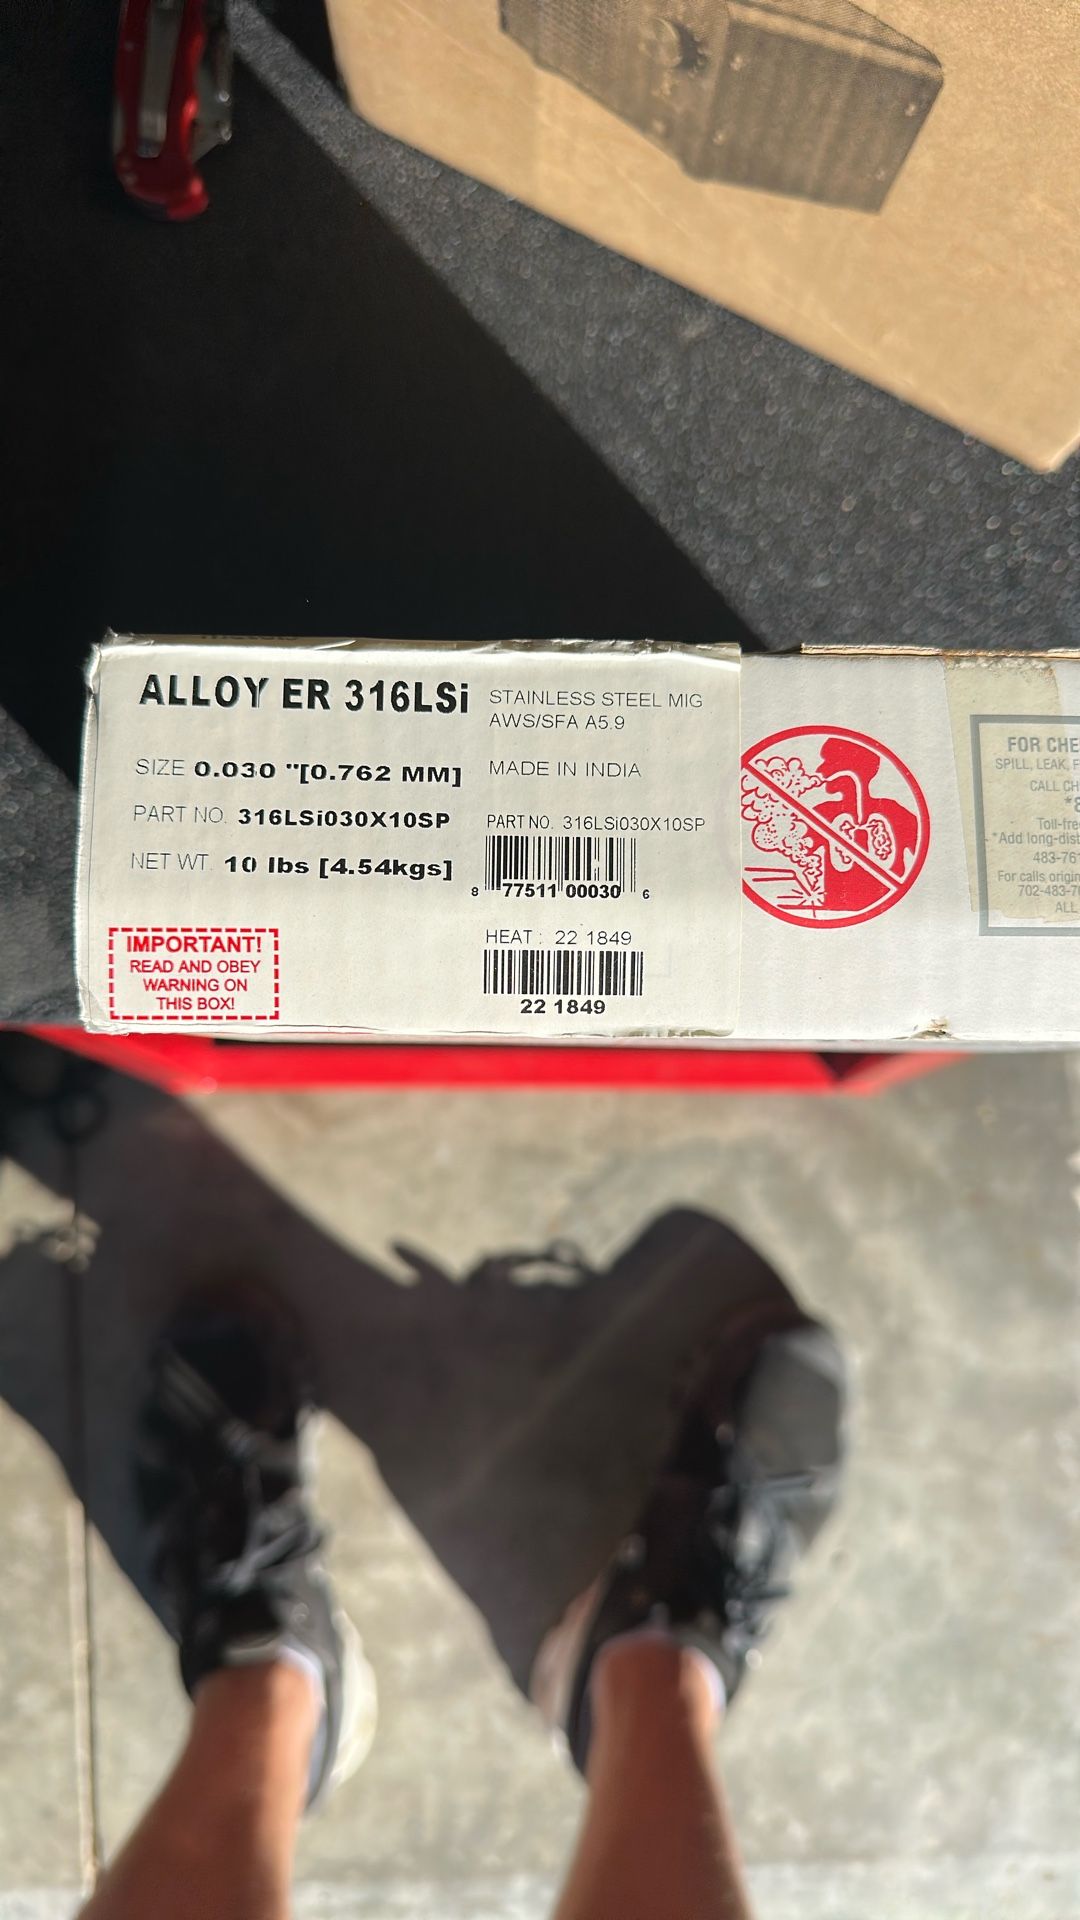 ALLOY ER 316LSi
STAINLESS STEEL MIG
AWS/SFA A5.9
SIZE 0.030 "[0.762 MM]
MADE IN INDIA
PART NO. 316LSi030X10SP
PART NO. 316LSi030X10SP
NET WT. 10 lbs [4.54kgs]
8 77511 00030 6
HEAT : 22 1849
22 1849
IMPORTANT!
READ AND OBEY
WARNING ON
THIS BOX!
FOR CHE
SPILL, LEAK, F
CALL CH
*8
Toll-fre
*Add long-dist
483-76
For calls origin
702-483-7
ALL